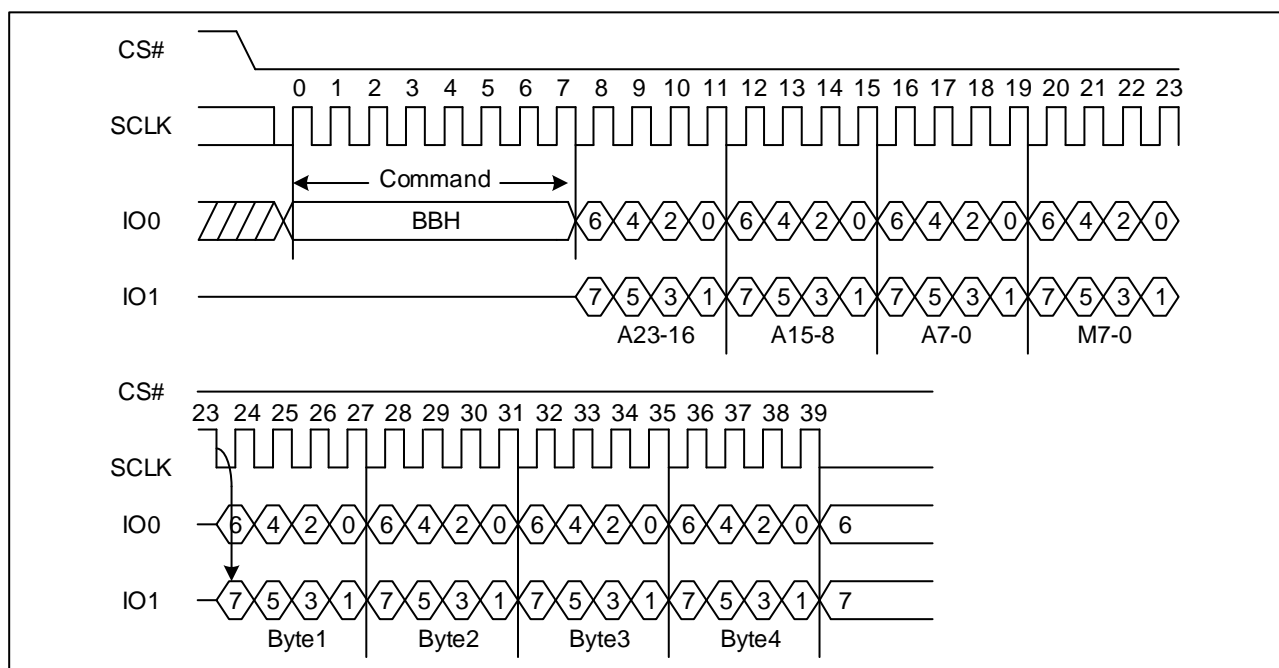 CS#
0 1 2 3 4 5 6 7 8 9 10 11 12 13 14 15 16 17 18 19 20 21 22 23
SCLK
Command
IO0 BBH 6 4 2 0 6 4 2 0 6 4 2 0 6 4 2 0
IO1 7 5 3 1 7 5 3 1 7 5 3 1 7 5 3 1
A23-16 A15-8 A7-0 M7-0
CS#
23 24 25 26 27 28 29 30 31 32 33 34 35 36 37 38 39
SCLK
IO0 6 4 2 0 6 4 2 0 6 4 2 0 6 4 2 0 6
IO1 7 5 3 1 7 5 3 1 7 5 3 1 7 5 3 1 7
Byte1 Byte2 Byte3 Byte4